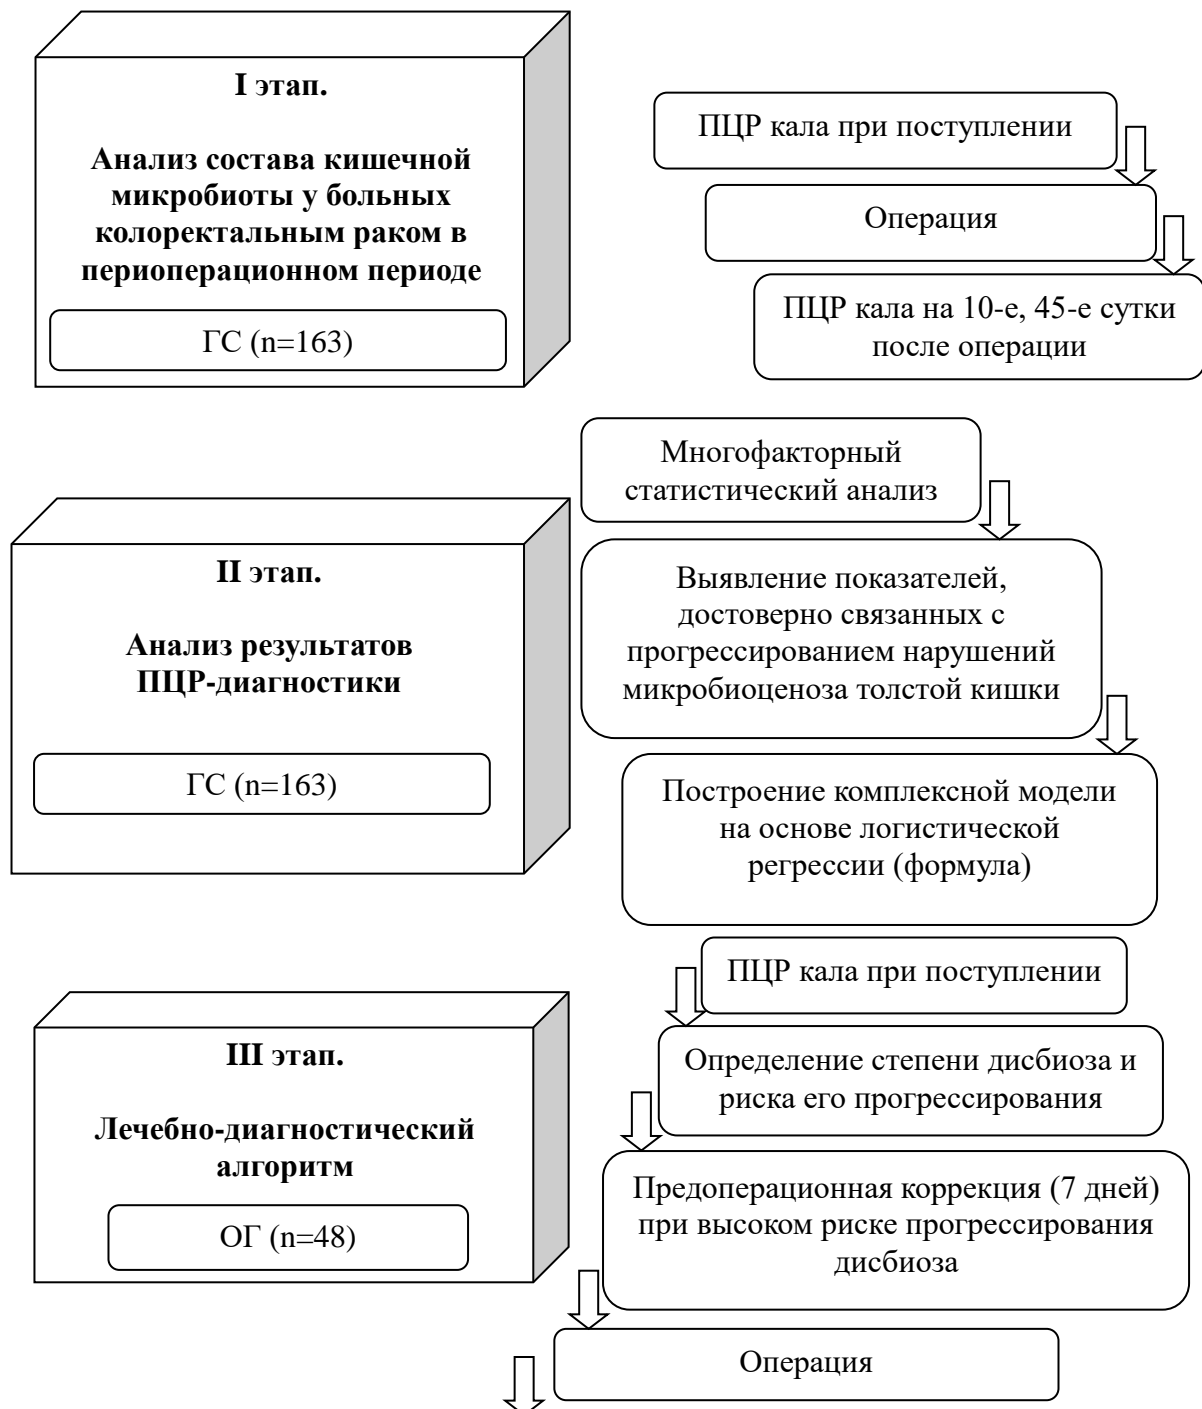 I этап.
Анализ состава кишечной
микробиоты у больных
колоректальным раком в
периоперационном периоде
ГС (n=163)
ПЦР кала при поступлении
Операция
ПЦР кала на 10-е, 45-е сутки
после операции
II этап.
Анализ результатов
ПЦР-диагностики
ГС (n=163)
Многофакторный
статистический анализ
Выявление показателей,
достоверно связанных с
прогрессированием нарушений
микробиоценоза толстой кишки
Построение комплексной модели
на основе логистической
регрессии (формула)
III этап.
Лечебно-диагностический
алгоритм
ОГ (n=48)
ПЦР кала при поступлении
Определение степени дисбиоза и
риска его прогрессирования
Предоперационная коррекция (7 дней)
при высоком риске прогрессирования
дисбиоза
Операция